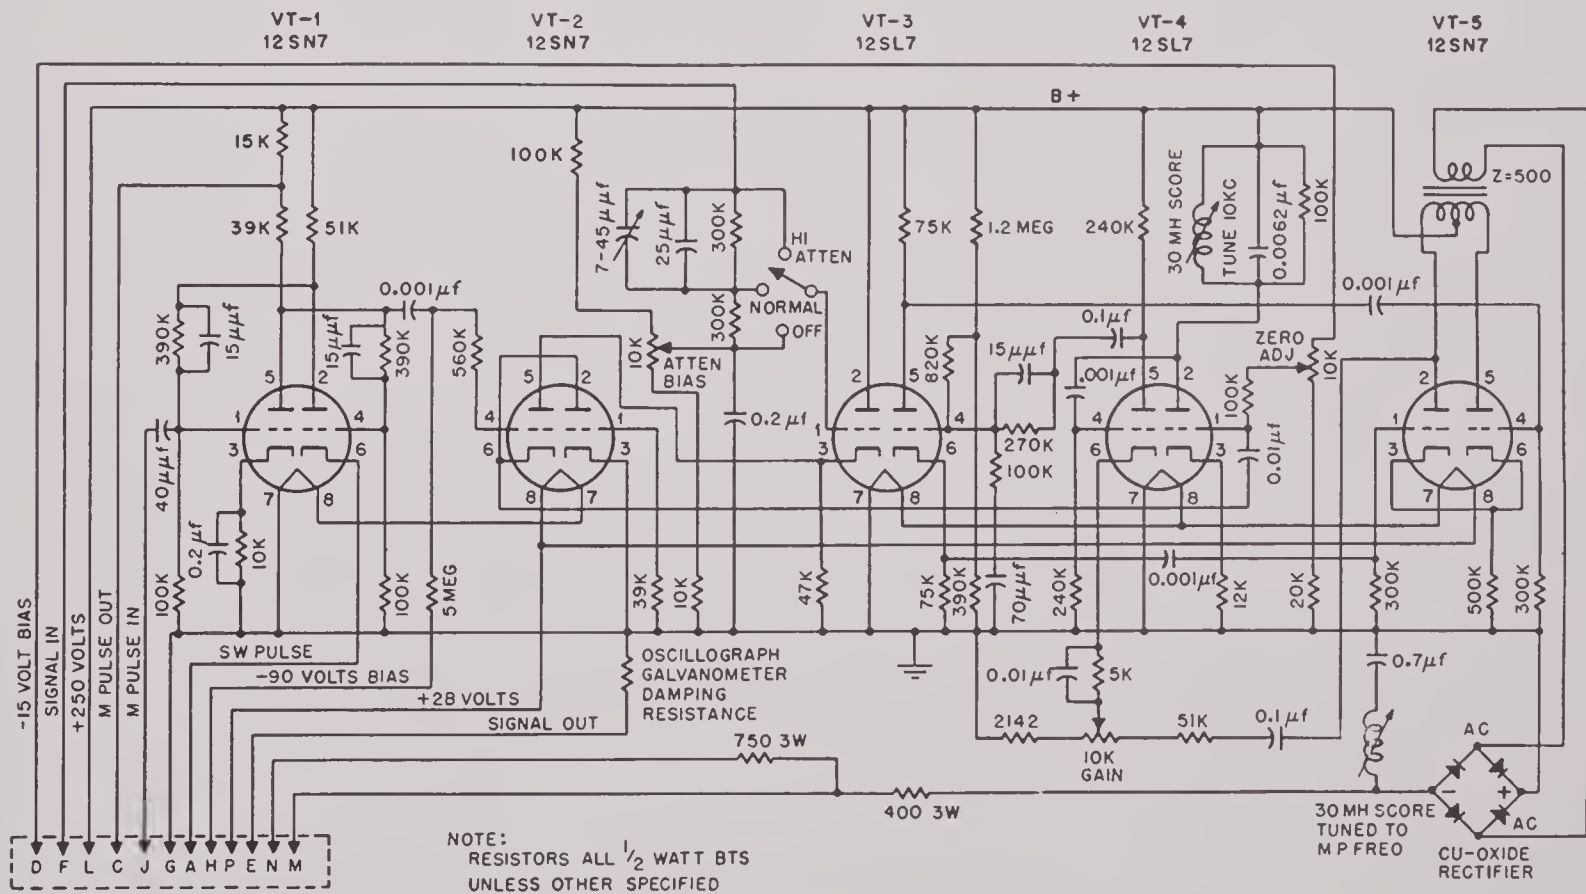 VT-1
12SN7
VT-2
12SN7
VT-3
12SL7
VT-4
12SL7
VT-5
12SN7
B+
15K
100K
39K
51K
7-45µµf
25µµf
300K
HI
ATTEN
NORMAL
300K
OFF
75K
1.2 MEG
240K
30 MH SCORE
TUNE 10KC
0.0062µf
100K
Z=500
390K
15µµf
0.001µf
15µµf
390K
560K
10K
ATTEN
BIAS
0.2µf
820K
15µµf
0.1µf
.001µf
270K
100K
ZERO
ADJ
10K
100K
0.01µf
0.001µf
5
2
1
4
3
6
7
8
5
2
4
1
6
3
8
7
2
5
1
4
3
6
7
8
5
2
4
1
6
3
7
8
2
5
1
4
3
6
7
8
40µµf
0.2µf
10K
100K
100K
5 MEG
39K
10K
47K
75K
390K
70µµf
240K
0.001µf
12K
20K
300K
500K
300K
-15 VOLT BIAS
SIGNAL IN
+250 VOLTS
M PULSE OUT
M PULSE IN
SW PULSE
-90 VOLTS BIAS
+28 VOLTS
SIGNAL OUT
OSCILLOGRAPH
GALVANOMETER
DAMPING
RESISTANCE
0.01µf
5K
2142
10K
GAIN
51K
0.1µf
0.7µf
750 3W
400 3W
30 MH SCORE
TUNED TO
M P FREO
AC
-
+
AC
CU-OXIDE
RECTIFIER
D F L C J G A H P E N M
NOTE:
RESISTORS ALL 1/2 WATT BTS
UNLESS OTHER SPECIFIED